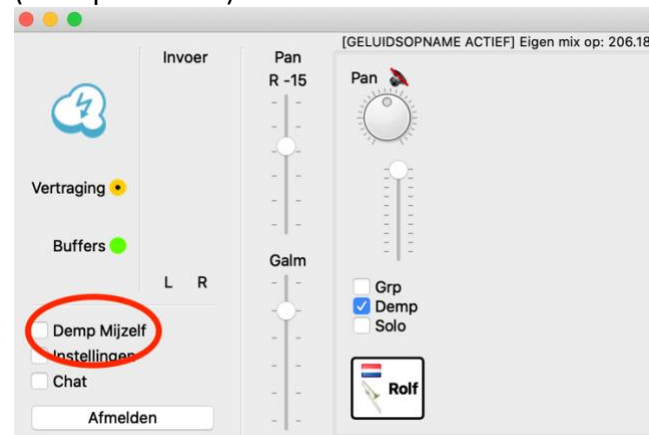 [GELUIDSOPNAME ACTIEF] Eigen mix op: 206.18
Invoer
Pan
R -15
Pan
Vertraging
Buffers
L R
Galm
Grp
Demp
Solo
Demp Mijzelf
Instellingen
Chat
Rolf
Afmelden